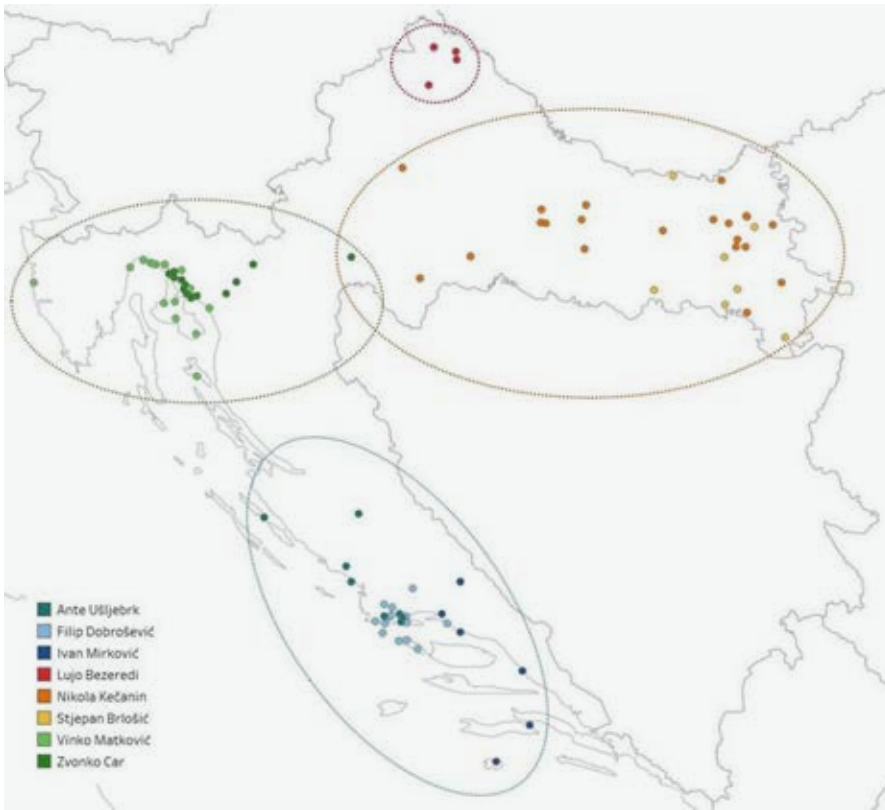 Ante Ušljebrk
Filip Dobrošević
Ivan Mirković
Lujo Bezeredi
Nikola Kečanin
Stjepan Brlošić
Vinko Matković
Zvonko Car